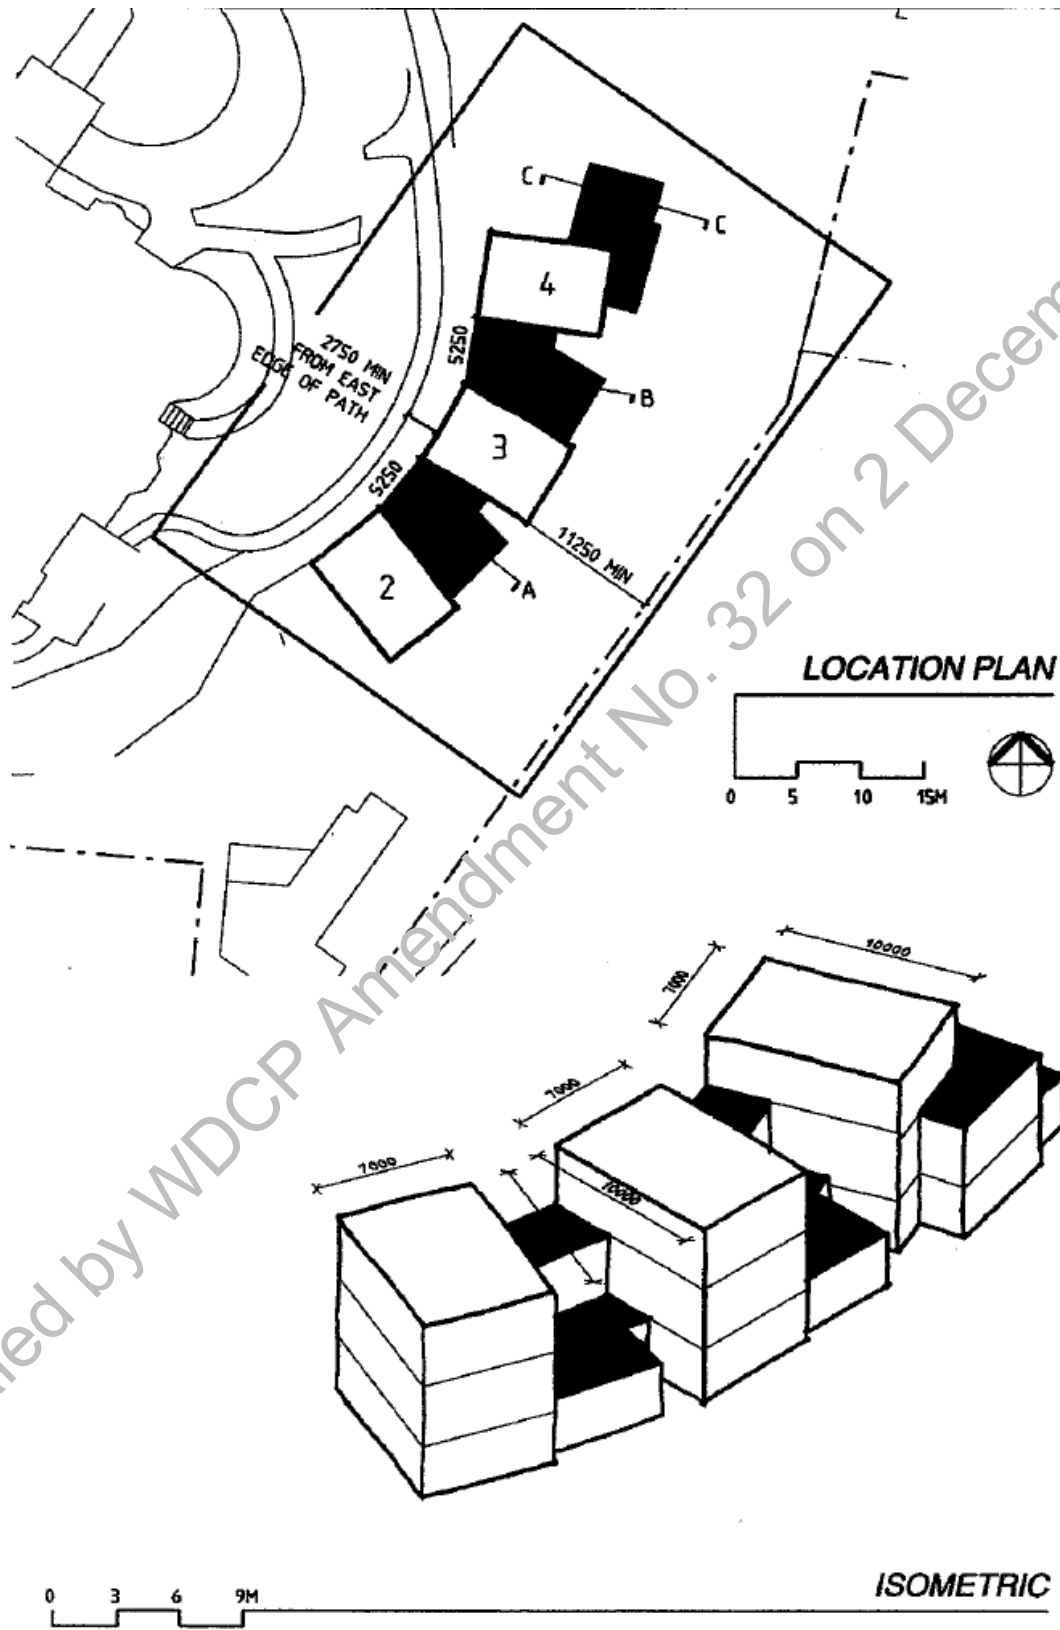 C
C
4
2750 MIN
FROM EAST
EDGE OF PATH
5250
B
3
5250
11250 MIN
A
2
LOCATION PLAN
0 5 10 15M
10000
7000
7000
7000
10000
0 3 6 9M
ISOMETRIC
by WDCP Amendment No. 32 on 2